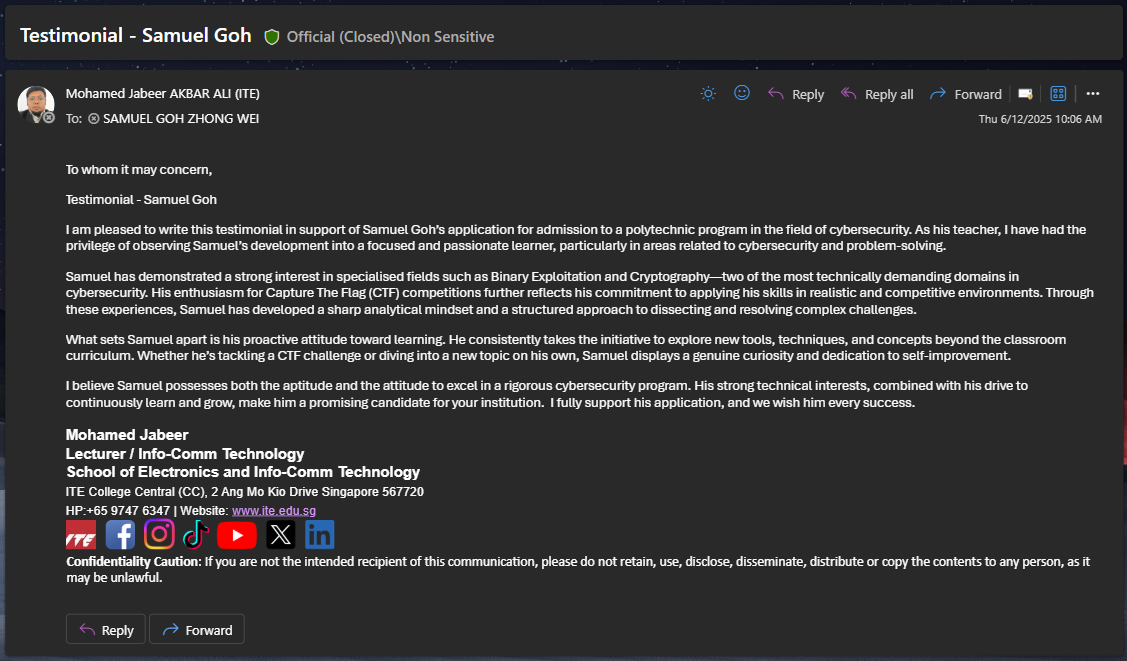 Testimonial - Samuel Goh Official (Closed)\Non Sensitive
Mohamed Jabeer AKBAR ALI (ITE)
Reply Reply all Forward
To: SAMUEL GOH ZHONG WEI
Thu 6/12/2025 10:06 AM
To whom it may concern,
Testimonial - Samuel Goh
I am pleased to write this testimonial in support of Samuel Goh’s application for admission to a polytechnic program in the field of cybersecurity. As his teacher, I have had the
privilege of observing Samuel’s development into a focused and passionate learner, particularly in areas related to cybersecurity and problem-solving.
Samuel has demonstrated a strong interest in specialised fields such as Binary Exploitation and Cryptography—two of the most technically demanding domains in
cybersecurity. His enthusiasm for Capture The Flag (CTF) competitions further reflects his commitment to applying his skills in realistic and competitive environments. Through
these experiences, Samuel has developed a sharp analytical mindset and a structured approach to dissecting and resolving complex challenges.
What sets Samuel apart is his proactive attitude toward learning. He consistently takes the initiative to explore new tools, techniques, and concepts beyond the classroom
curriculum. Whether he’s tackling a CTF challenge or diving into a new topic on his own, Samuel displays a genuine curiosity and dedication to self-improvement.
I believe Samuel possesses both the aptitude and the attitude to excel in a rigorous cybersecurity program. His strong technical interests, combined with his drive to
continuously learn and grow, make him a promising candidate for your institution.  I fully support his application, and we wish him every success.
Mohamed Jabeer
Lecturer / Info-Comm Technology
School of Electronics and Info-Comm Technology
ITE College Central (CC), 2 Ang Mo Kio Drive Singapore 567720
HP:+65 9747 6347 | Website: www.ite.edu.sg
ITE
Confidentiality Caution: If you are not the intended recipient of this communication, please do not retain, use, disclose, disseminate, distribute or copy the contents to any person, as it
may be unlawful.
Reply Forward